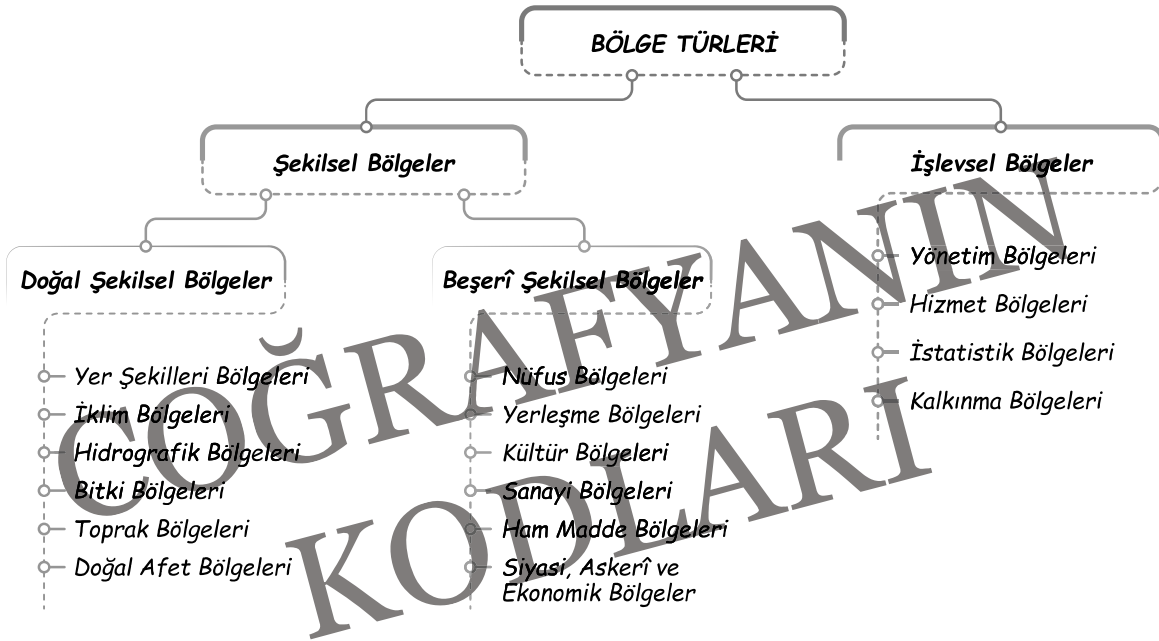 BÖLGE TÜRLERİ
Şekilsel Bölgeler
İşlevsel Bölgeler
Doğal Şekilsel Bölgeler
Yer Şekilleri Bölgeleri
İklim Bölgeleri
Hidrografik Bölgeleri
Bitki Bölgeleri
Toprak Bölgeleri
Doğal Afet Bölgeleri
Beşerî Şekilsel Bölgeler
Nüfus Bölgeleri
Yerleşme Bölgeleri
Kültür Bölgeleri
Sanayi Bölgeleri
Ham Madde Bölgeleri
Siyasi, Askerî ve
Ekonomik Bölgeler
Yönetim Bölgeleri
Hizmet Bölgeleri
İstatistik Bölgeleri
Kalkınma Bölgeleri
COĞRAFYANIN
KODLARI